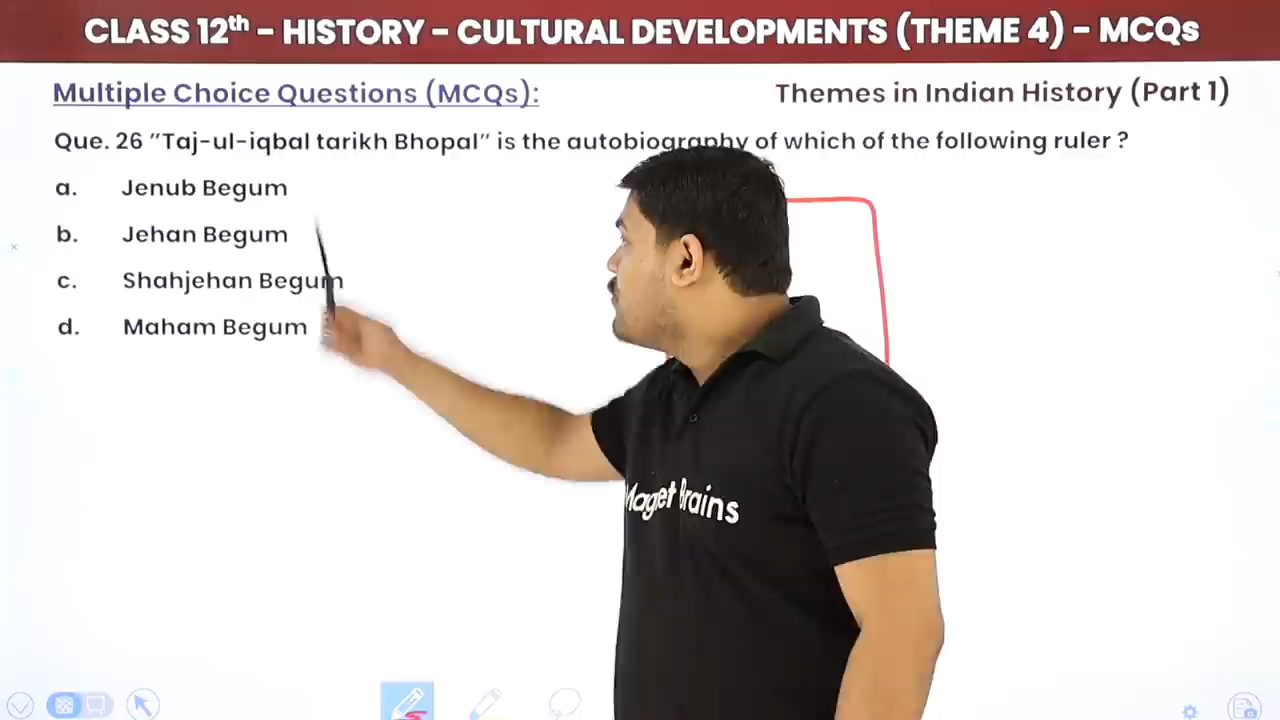 CLASS 12th – HISTORY – CULTURAL DEVELOPMENTS (THEME 4) – MCQs
Multiple Choice Questions (MCQs): Themes in Indian History (Part 1)
Que. 26 "Taj-ul-iqbal tarikh Bhopal" is the autobiography of which of the following ruler ?
a. Jenub Begum
b. Jehan Begum
c. Shahjehan Begum
d. Maham Begum
Magnet Brains